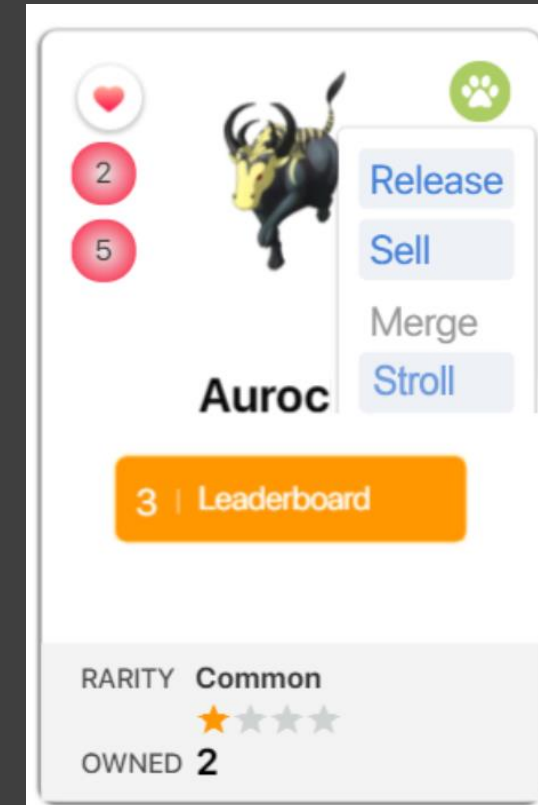 2
5
Release
Sell
Merge
Stroll
Auroc
3 | Leaderboard
RARITY Common
OWNED 2